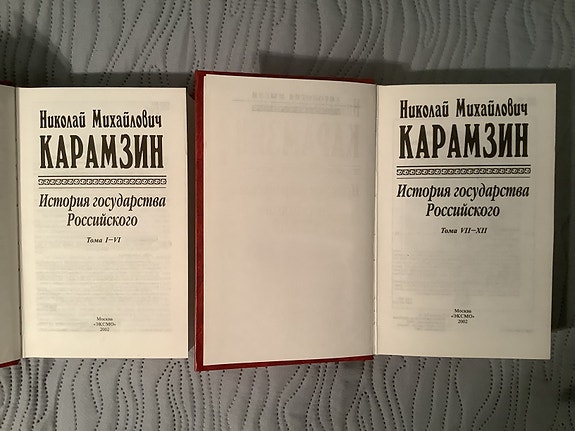 Николай Михайлович
КАРАМЗИН
История государства
Российского
Тома I–VI
Москва
«ЭКСМО»
2002
Николай Михайлович
КАРАМЗИН
История государства
Российского
Тома VII–XII
Москва
«ЭКСМО»
2002